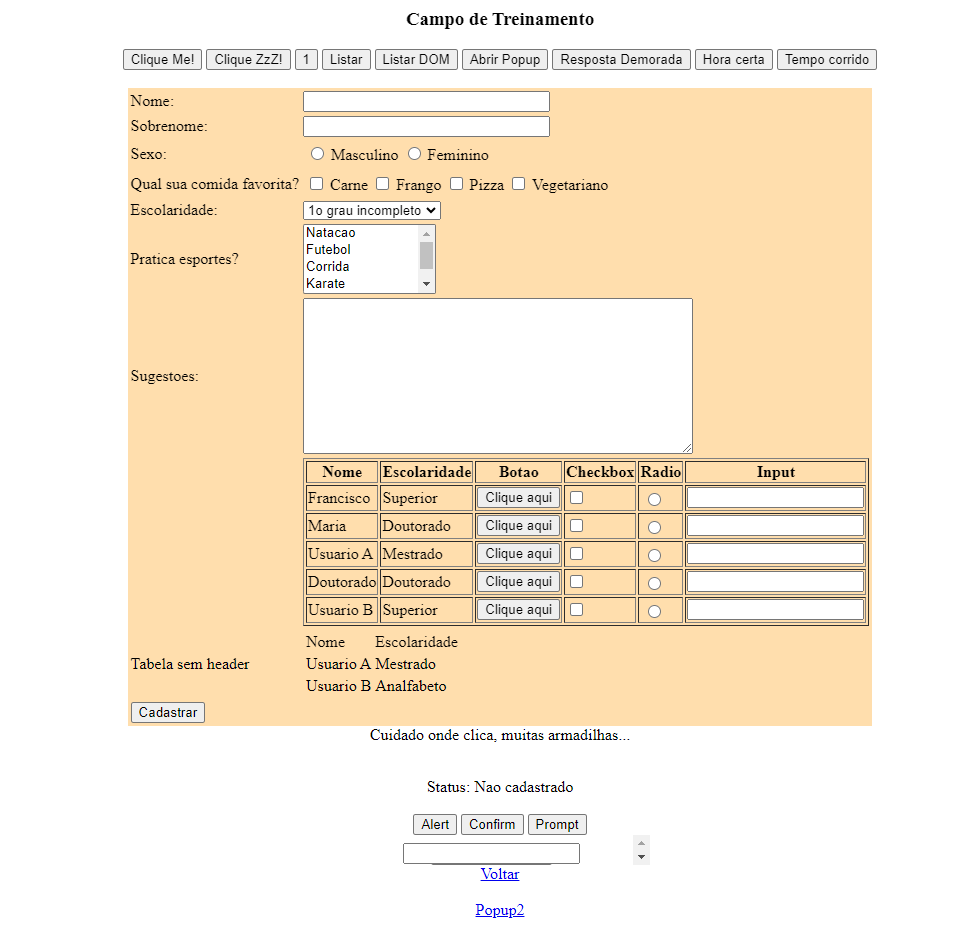 Campo de Treinamento
Clique Me! Clique ZzZ! 1 Listar Listar DOM Abrir Popup Resposta Demorada Hora certa Tempo corrido
Nome:
Sobrenome:
Sexo: Masculino Feminino
Qual sua comida favorita? Carne Frango Pizza Vegetariano
Escolaridade: 1o grau incompleto
Pratica esportes?
Natacao
Futebol
Corrida
Karate
Sugestoes:
Nome Escolaridade Botao Checkbox Radio Input
Francisco Superior Clique aqui
Maria Doutorado Clique aqui
Usuario A Mestrado Clique aqui
Doutorado Doutorado Clique aqui
Usuario B Superior Clique aqui
Tabela sem header
Nome Escolaridade
Usuario A Mestrado
Usuario B Analfabeto
Cadastrar
Cuidado onde clica, muitas armadilhas...
Status: Nao cadastrado
Alert Confirm Prompt
Voltar
Popup2